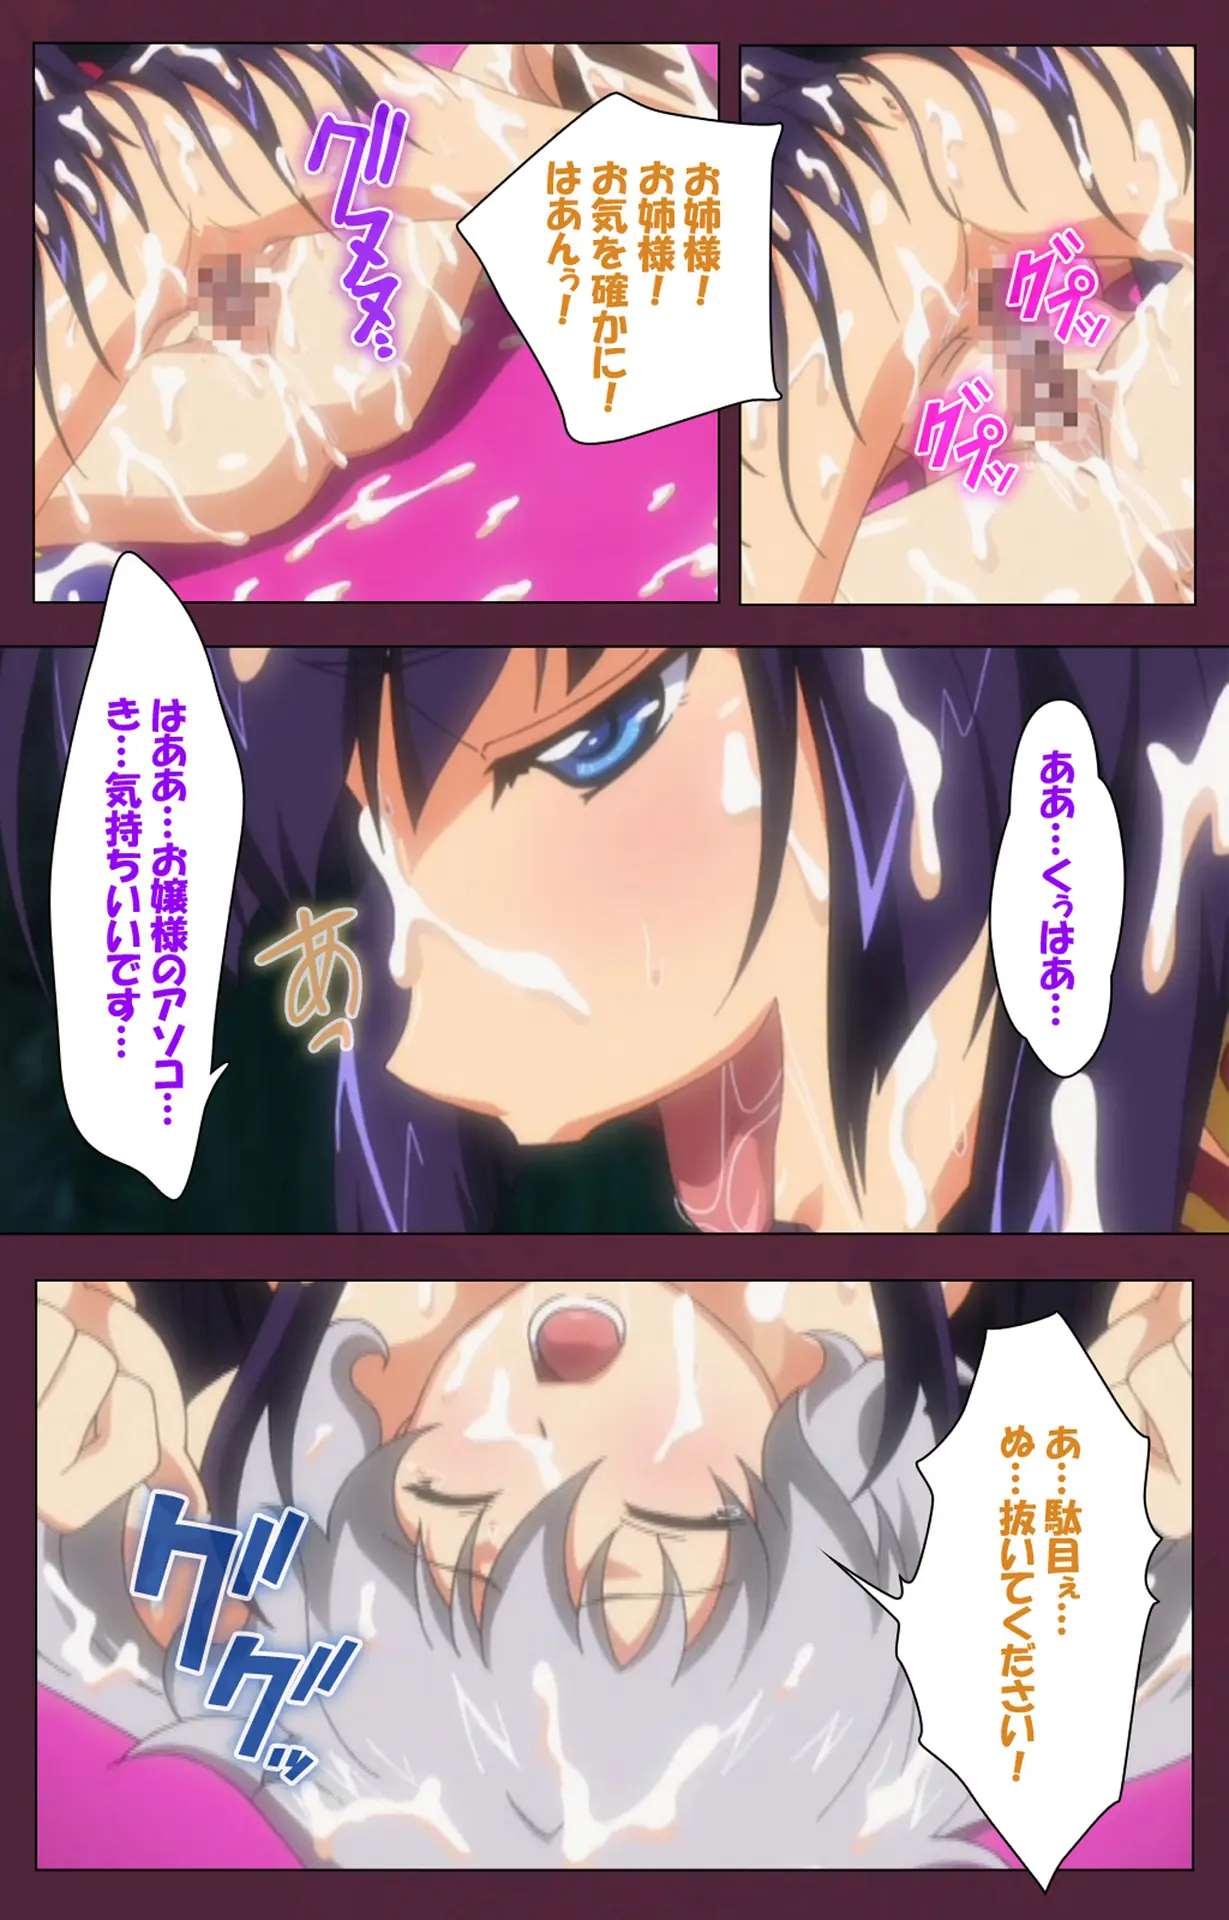 グプッ
グプッ
お姉様！
お姉様！
お気を確かに！
はあんぅ！
グヌヌヌ゛
ああ…くぅはあ…
あっ
はああ…お嬢様のアソコ…
き…気持ちいいです…
あ…駄目ぇ…
ぬ…抜いてください！
グググッ